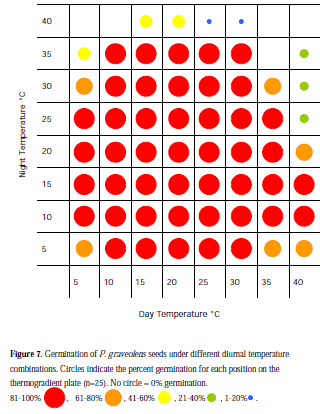 40
35
30
25
20
15
10
5
Night Temperature °C
5 10 15 20 25 30 35 40
Day Temperature °C
Figure 7. Germination of P. graveolens seeds under different diurnal temperature
combinations. Circles indicate the percent germination for each position on the
thermogradient plate (n=25). No circle = 0% germination.
81-100% , 61-80% , 41-60% , 21-40% , 1-20% .